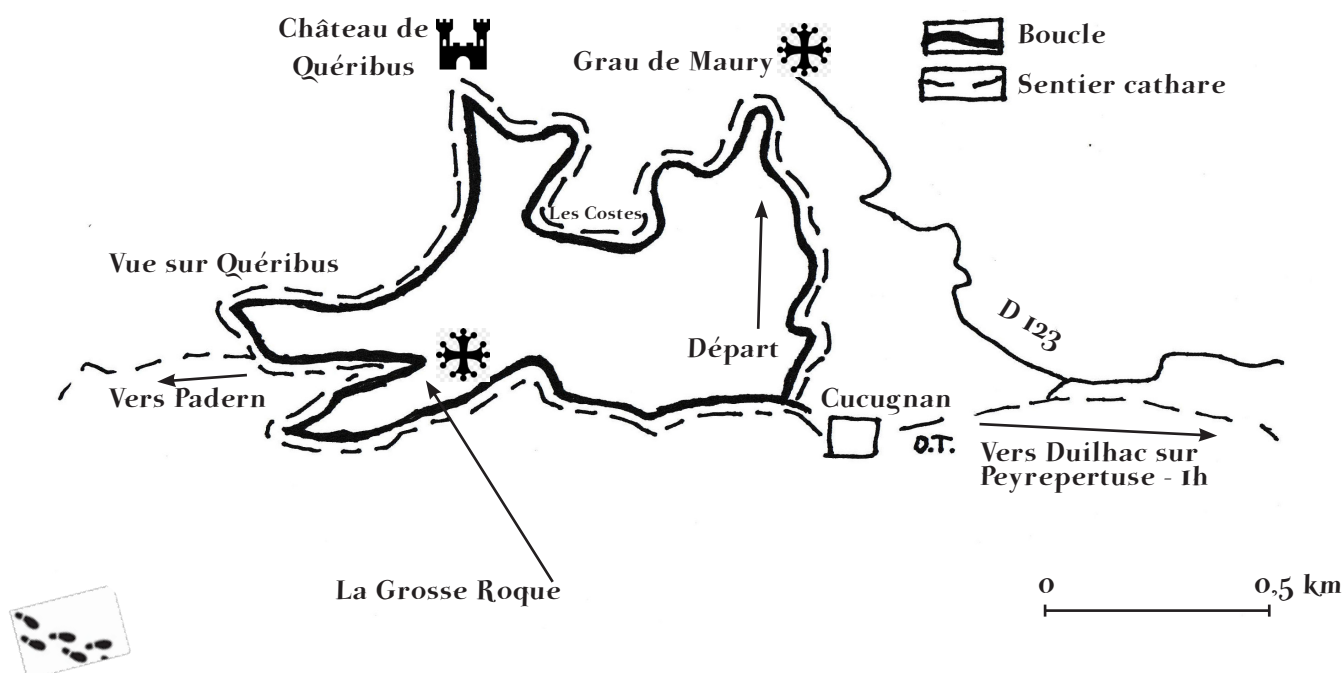 Château de
Quéribus
Grau de Maury
Boucle
Sentier cathare
Les Costes
Vue sur Quéribus
D 123
Départ
Vers Padern
Cucugnan
O.T.
Vers Duilhac sur
Peyrepertuse - 1h
La Grosse Roque
0 0,5 km